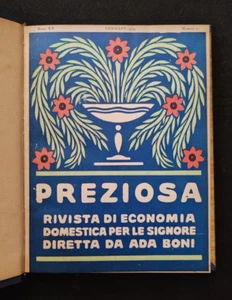 PREZIOSA
RIVISTA DI ECONOMIA
DOMESTICA PER LE SIGNORE
DIRETTA DA ADA BONI